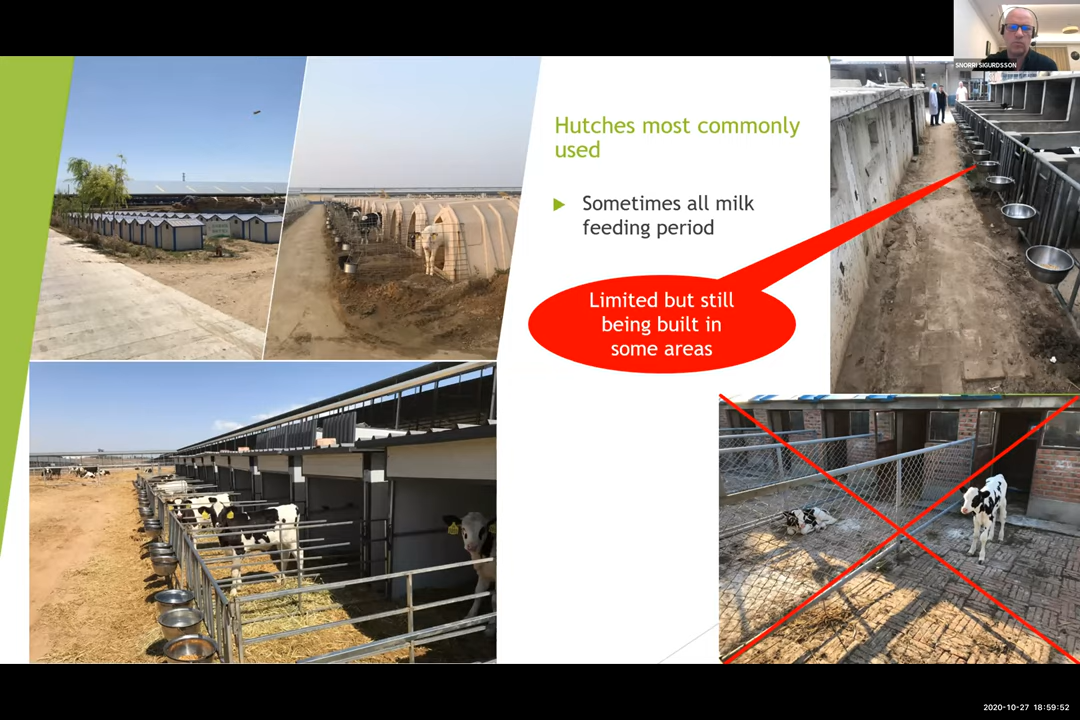 SNORRI SIGURDSSON
Hutches most commonly
used
Sometimes all milk
feeding period
Limited but still
being built in
some areas
2020-10-27 18:59:52